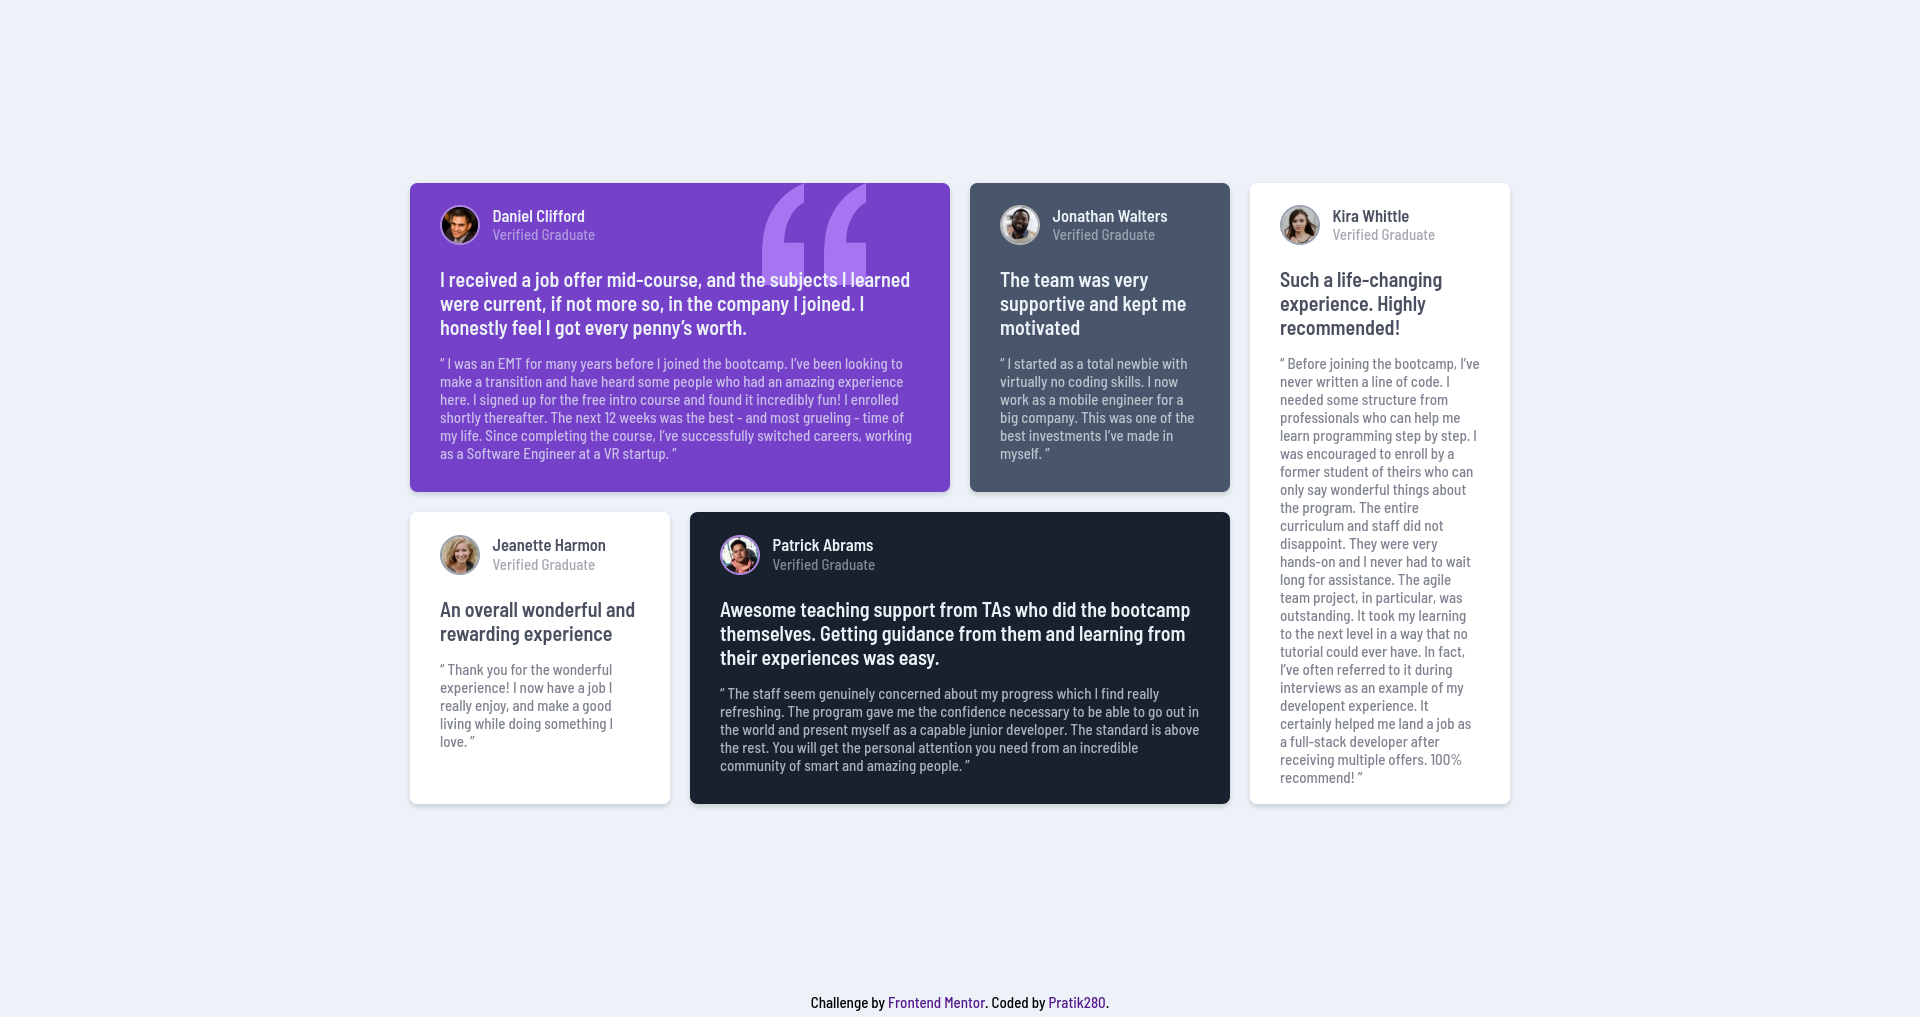 Daniel Clifford
Verified Graduate
I received a job offer mid-course, and the subjects I learned
were current, if not more so, in the company I joined. I
honestly feel I got every penny’s worth.
“ I was an EMT for many years before I joined the bootcamp. I’ve been looking to
make a transition and have heard some people who had an amazing experience
here. I signed up for the free intro course and found it incredibly fun! I enrolled
shortly thereafter. The next 12 weeks was the best - and most grueling - time of
my life. Since completing the course, I’ve successfully switched careers, working
as a Software Engineer at a VR startup. ”
Jonathan Walters
Verified Graduate
The team was very
supportive and kept me
motivated
“ I started as a total newbie with
virtually no coding skills. I now
work as a mobile engineer for a
big company. This was one of the
best investments I’ve made in
myself. ”
Kira Whittle
Verified Graduate
Such a life-changing
experience. Highly
recommended!
“ Before joining the bootcamp, I’ve
never written a line of code. I
needed some structure from
professionals who can help me
learn programming step by step. I
was encouraged to enroll by a
former student of theirs who can
only say wonderful things about
the program. The entire
curriculum and staff did not
disappoint. They were very
hands-on and I never had to wait
long for assistance. The agile
team project, in particular, was
outstanding. It took my learning
to the next level in a way that no
tutorial could ever have. In fact,
I’ve often referred to it during
interviews as an example of my
developent experience. It
certainly helped me land a job as
a full-stack developer after
receiving multiple offers. 100%
recommend! ”
Jeanette Harmon
Verified Graduate
An overall wonderful and
rewarding experience
“ Thank you for the wonderful
experience! I now have a job I
really enjoy, and make a good
living while doing something I
love. ”
Patrick Abrams
Verified Graduate
Awesome teaching support from TAs who did the bootcamp
themselves. Getting guidance from them and learning from
their experiences was easy.
“ The staff seem genuinely concerned about my progress which I find really
refreshing. The program gave me the confidence necessary to be able to go out in
the world and present myself as a capable junior developer. The standard is above
the rest. You will get the personal attention you need from an incredible
community of smart and amazing people. ”
Challenge by Frontend Mentor. Coded by Pratik280.